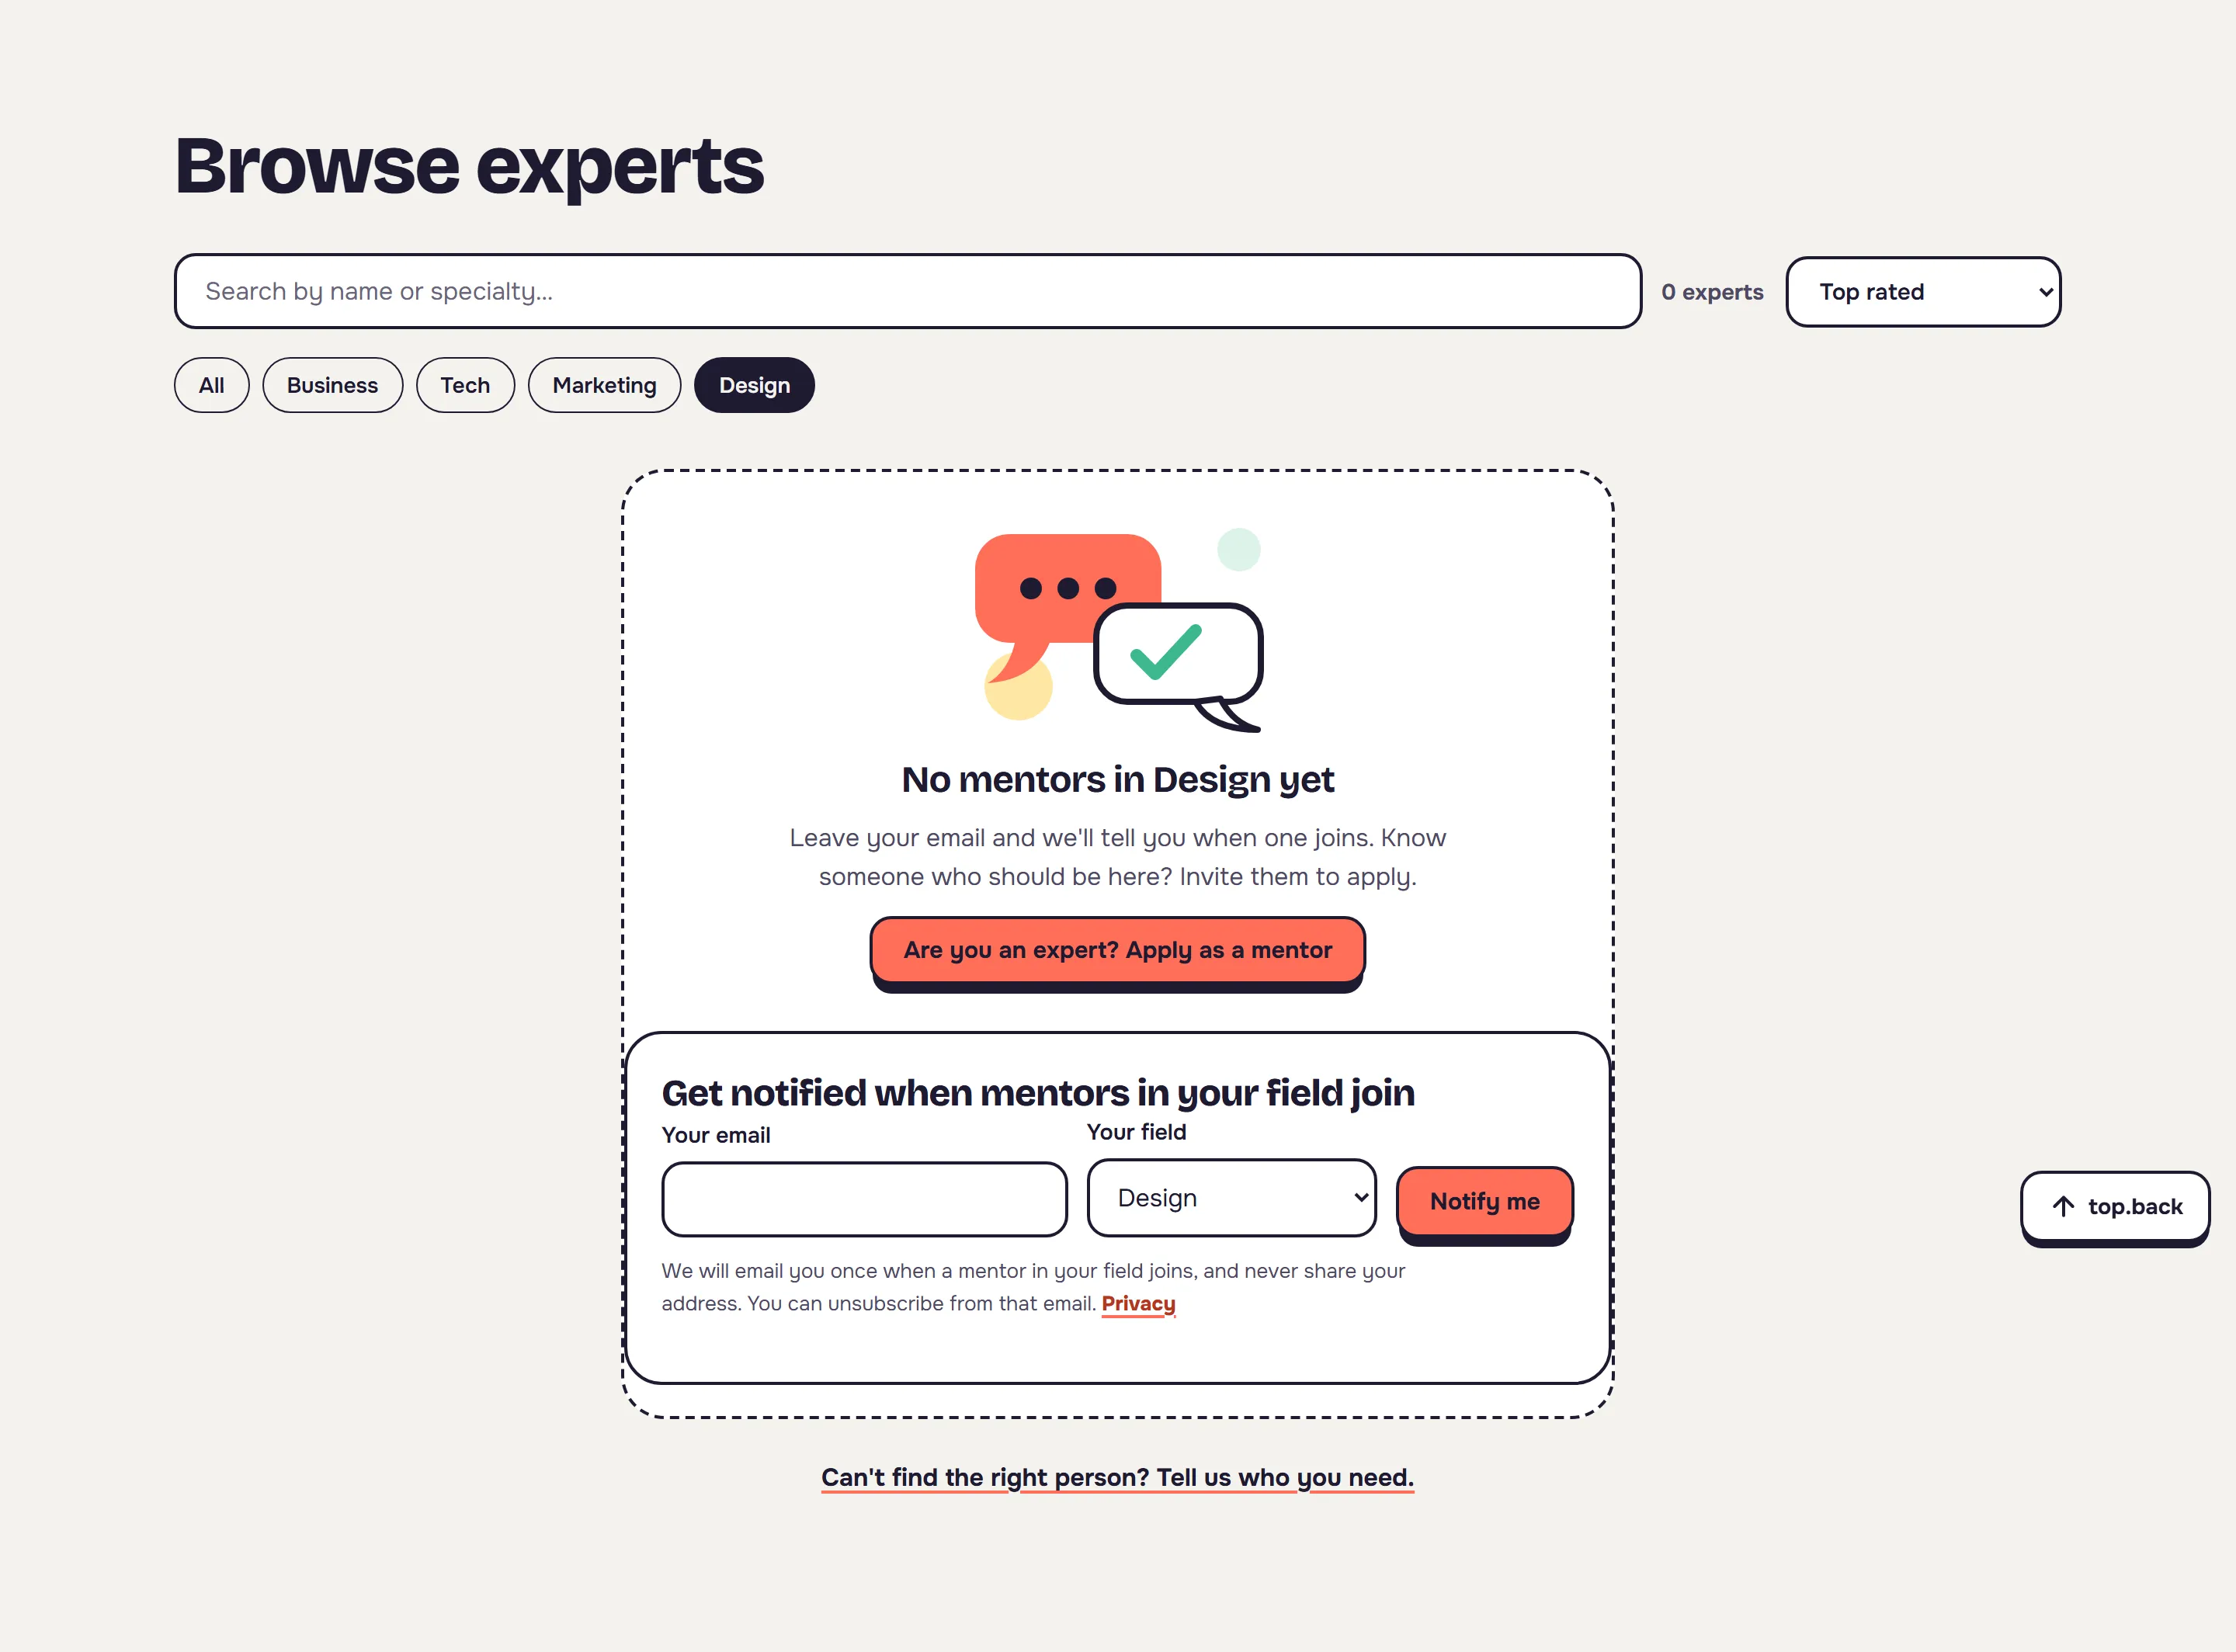 Browse experts
Search by name or specialty...
0 experts
Top rated
All
Business
Tech
Marketing
Design
No mentors in Design yet
Leave your email and we'll tell you when one joins. Know
someone who should be here? Invite them to apply.
Are you an expert? Apply as a mentor
Get notified when mentors in your field join
Your email
Your field
Design
Notify me
We will email you once when a mentor in your field joins, and never share your
address. You can unsubscribe from that email. Privacy
top.back
Can't find the right person? Tell us who you need.